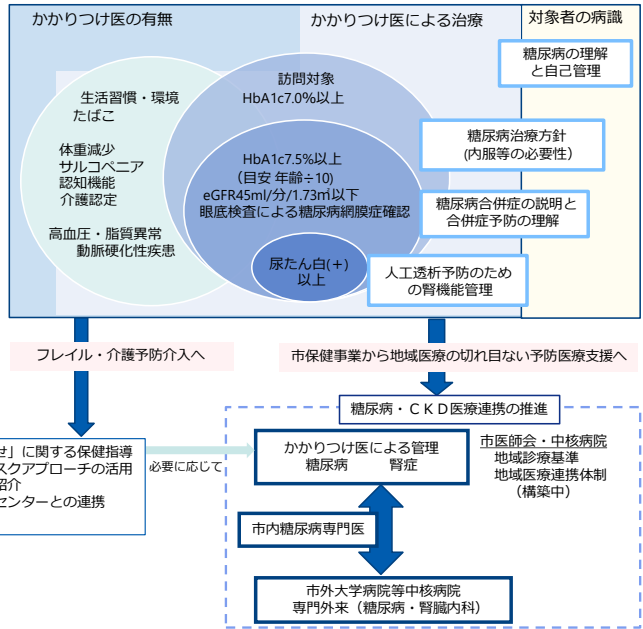 かかりつけ医の有無
かかりつけ医による治療
対象者の病識
訪問対象
HbA1c7.0%以上
生活習慣・環境
たばこ
体重減少
サルコペニア
認知機能
介護認定
高血圧・脂質異常
動脈硬化性疾患
HbA1c7.5%以上
（目安 年齢÷10）
eGFR45ml/分/1.73㎡以下
眼底検査による糖尿病網膜症確認
尿たん白(+)
以上
糖尿病の理解
と自己管理
糖尿病治療方針
(内服等の必要性）
糖尿病合併症の説明と
合併症予防の理解
人工透析予防のため
の腎機能管理
フレイル・介護予防介入へ
市保健事業から地域医療の切れ目ない予防医療支援へ
糖尿病・ＣＫＤ医療連携の推進
せ」に関する保健指導
スクアプローチの活用
紹介
センターとの連携
必要に応じて
かかりつけ医による管理
糖尿病 腎症
市医師会・中核病院
地域診療基準
地域医療連携体制
（構築中）
市内糖尿病専門医
市外大学病院等中核病院
専門外来（糖尿病・腎臓内科）